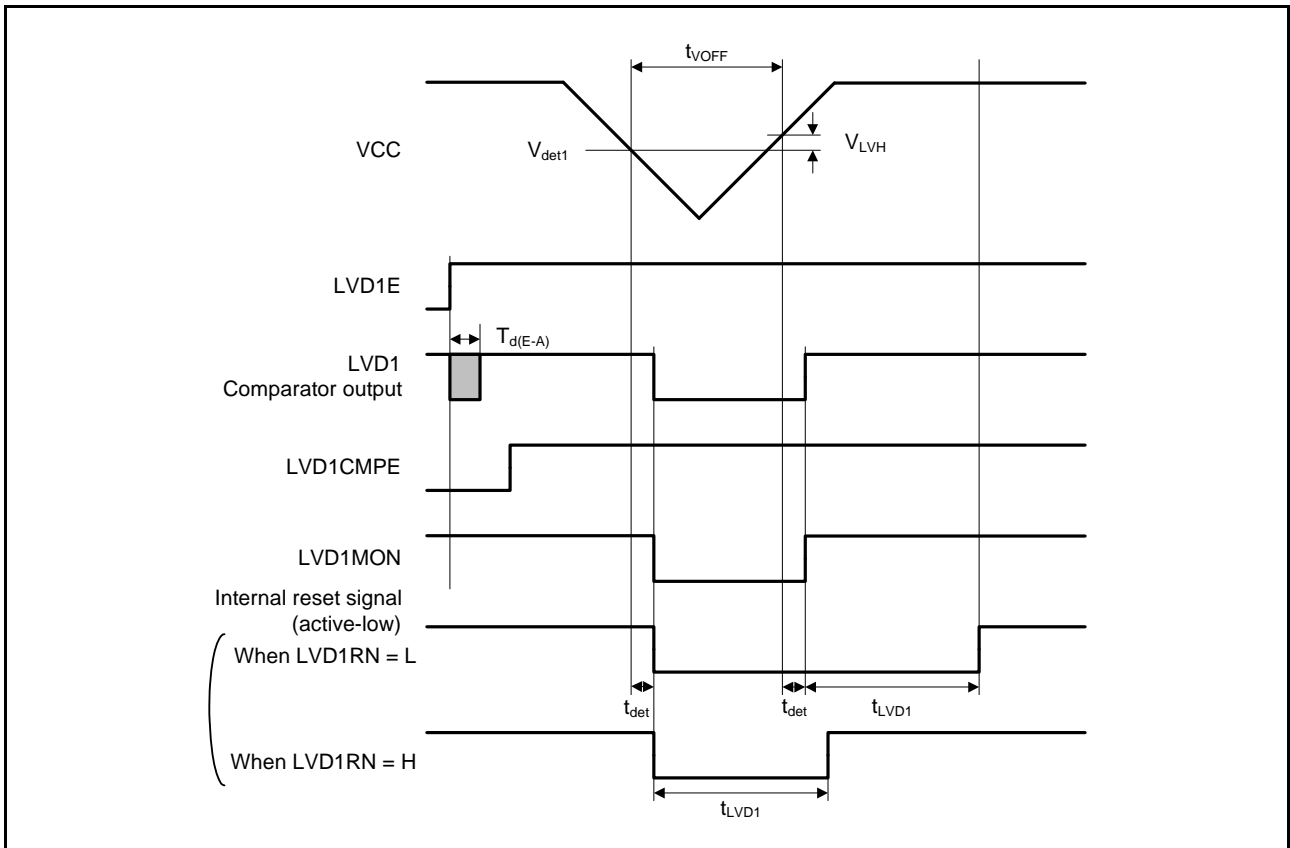 tVOFF
VCC
Vdet1
VLVH
LVD1E
Td(E-A)
LVD1
Comparator output
LVD1CMPE
LVD1MON
Internal reset signal
(active-low)
When LVD1RN = L
tdet
tdet
tLVD1
When LVD1RN = H
tLVD1